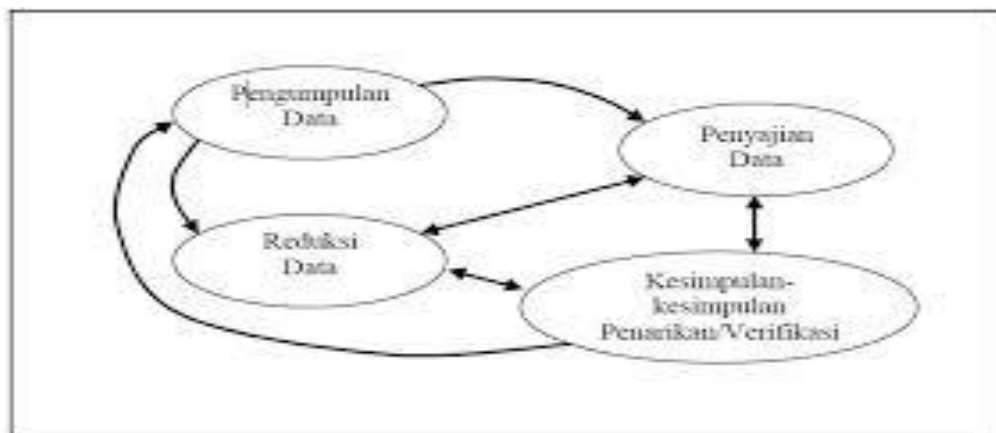 Pengumpulan
Data
Penyajian
Data
Reduksi
Data
Kesimpulan-
kesimpulan
Penarikan/Verifikasi